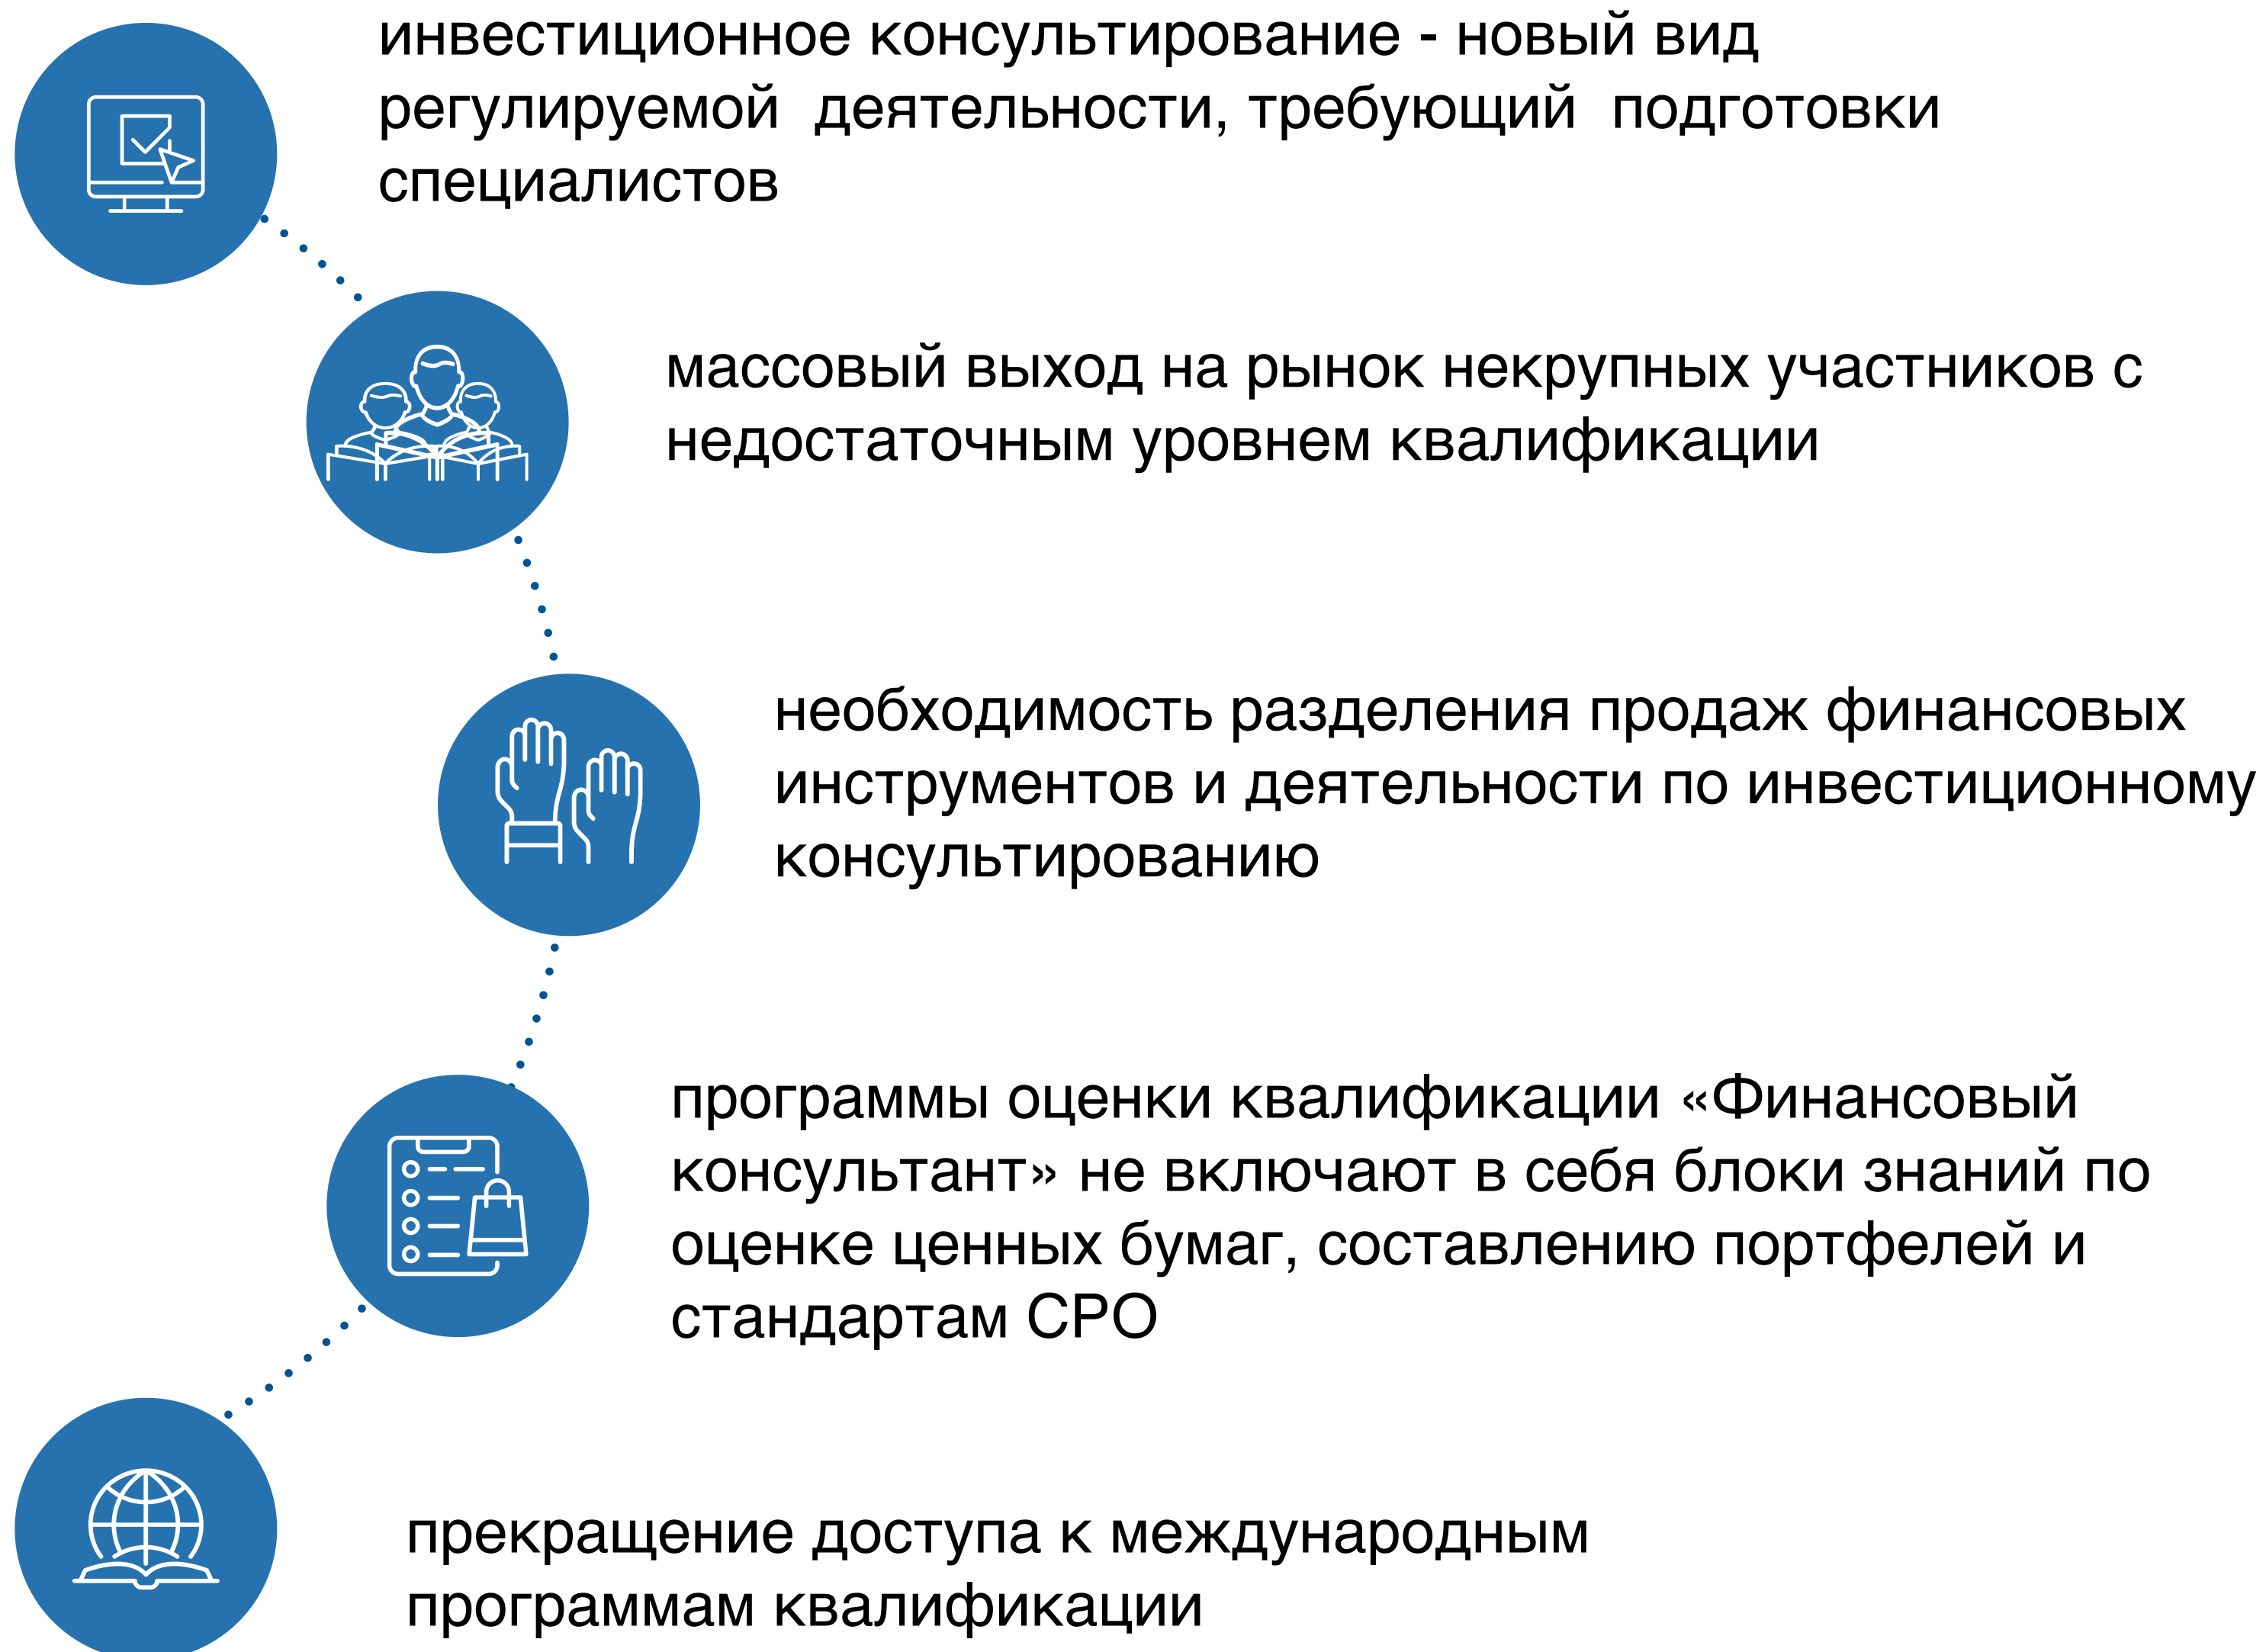 инвестиционное консультирование - новый вид
регулируемой деятельности, требующий подготовки
специалистов
массовый выход на рынок некрупных участников с
недостаточным уровнем квалификации
необходимость разделения продаж финансовых
инструментов и деятельности по инвестиционному
консультированию
программы оценки квалификации «Финансовый
консультант» не включают в себя блоки знаний по
оценке ценных бумаг, составлению портфелей и
стандартам СРО
прекращение доступа к международным
программам квалификации